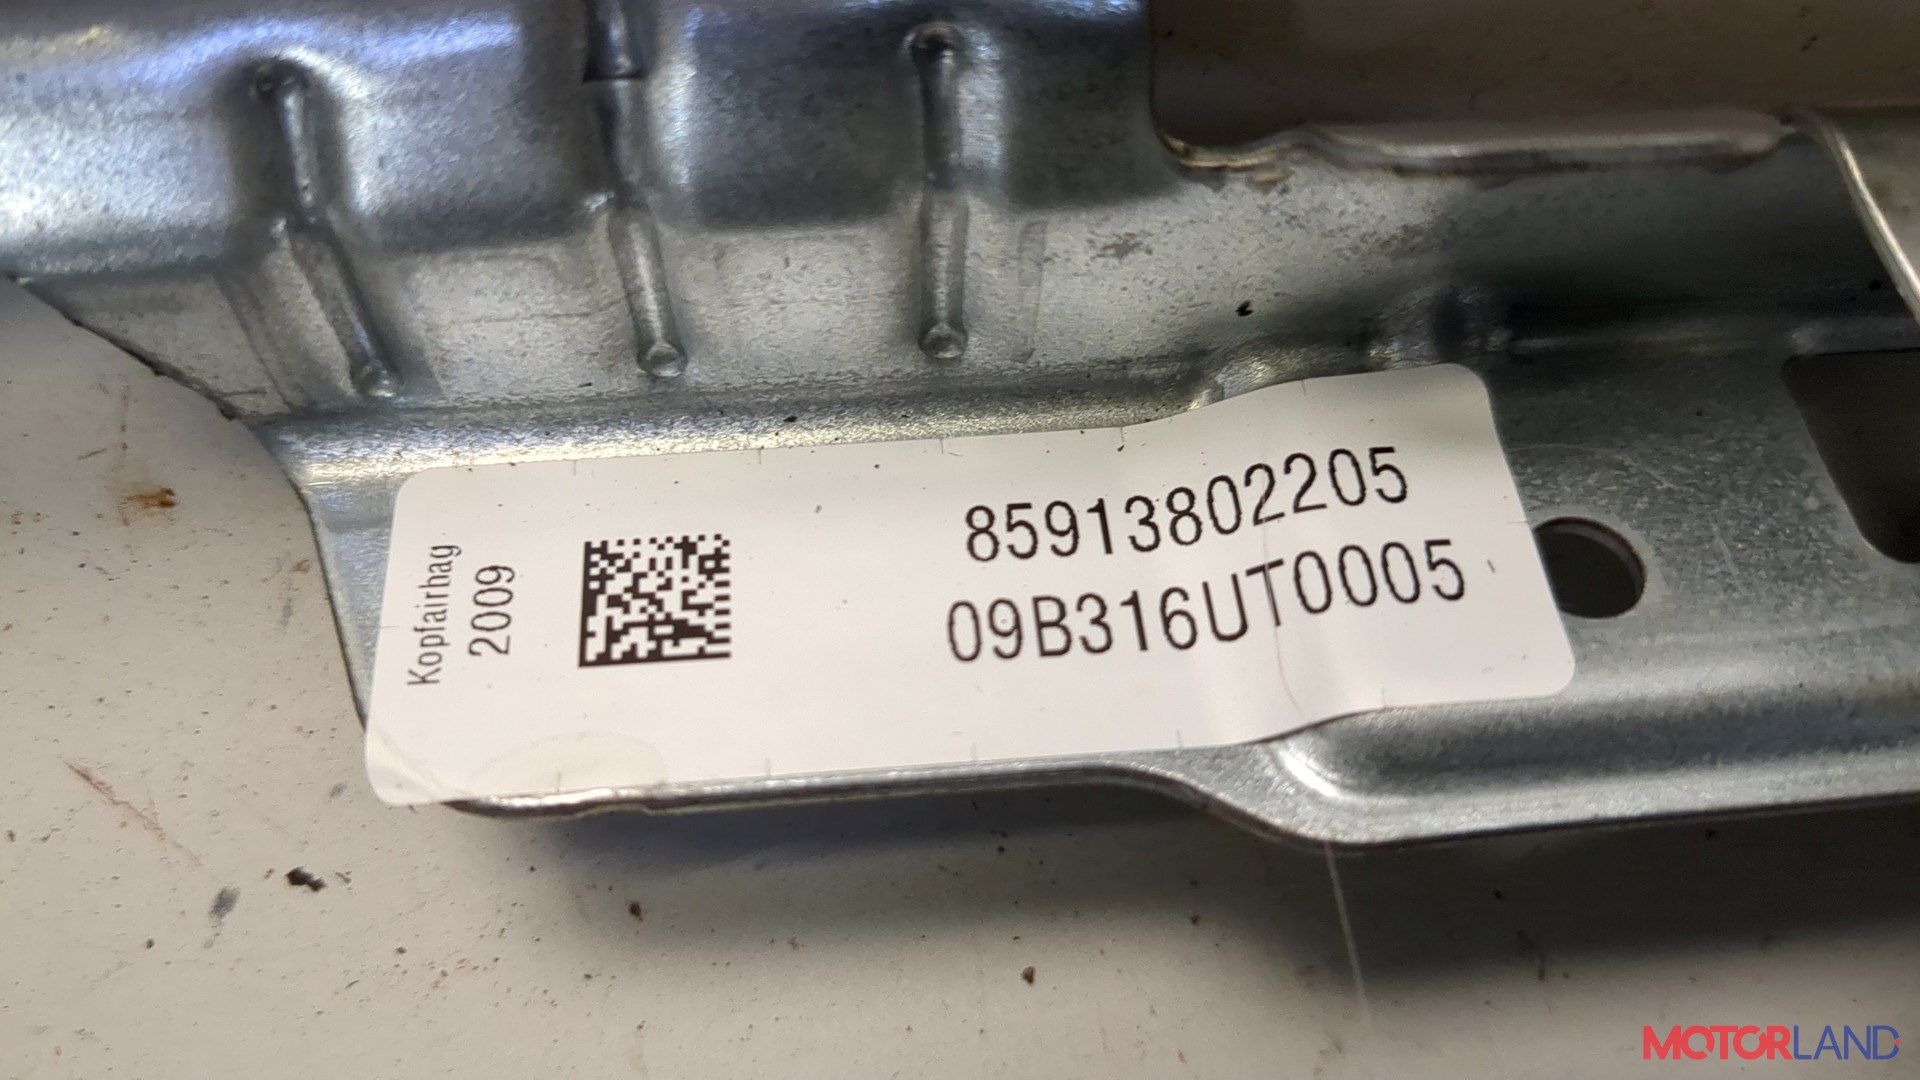 Kopfairbag
2009
85913802205
09B316UT0005
MOTORLAND